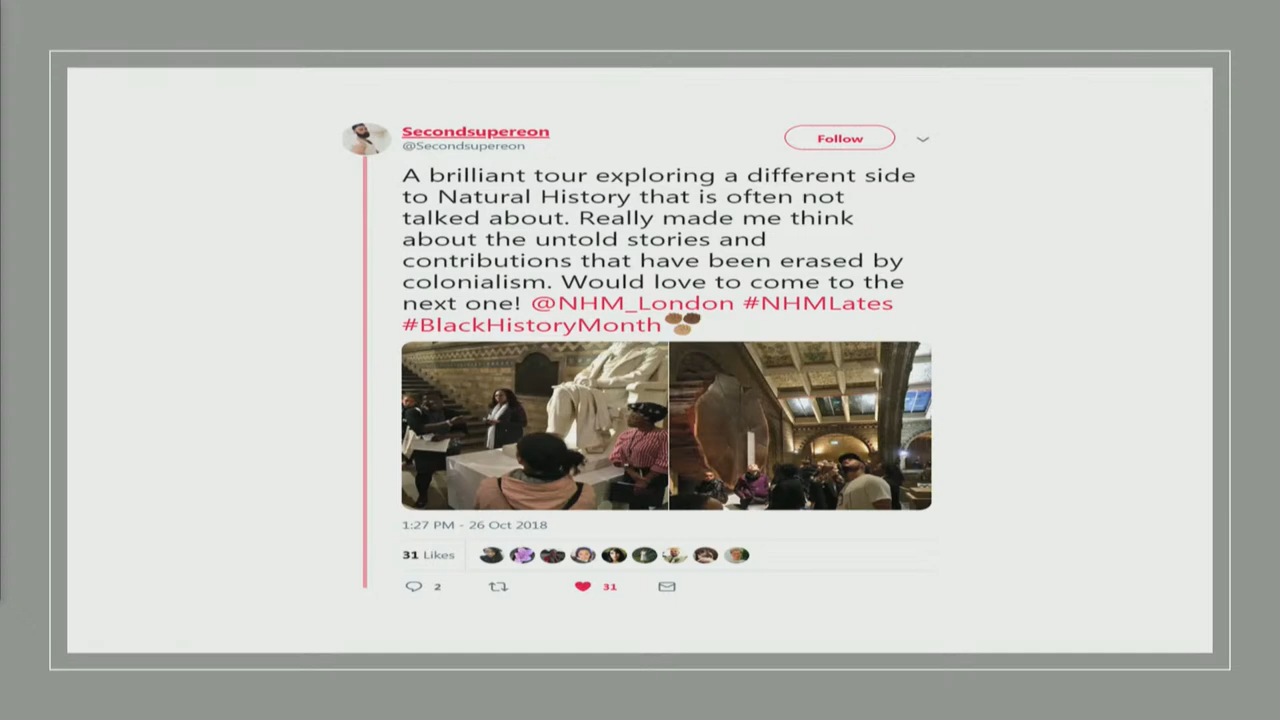 Secondsupereon
@Secondsupereon
Follow
A brilliant tour exploring a different side
to Natural History that is often not
talked about. Really made me think
about the untold stories and
contributions that have been erased by
colonialism. Would love to come to the
next one! @NHM_London #NHMLates
#BlackHistoryMonth
1:27 PM - 26 Oct 2018
31 Likes
2
31